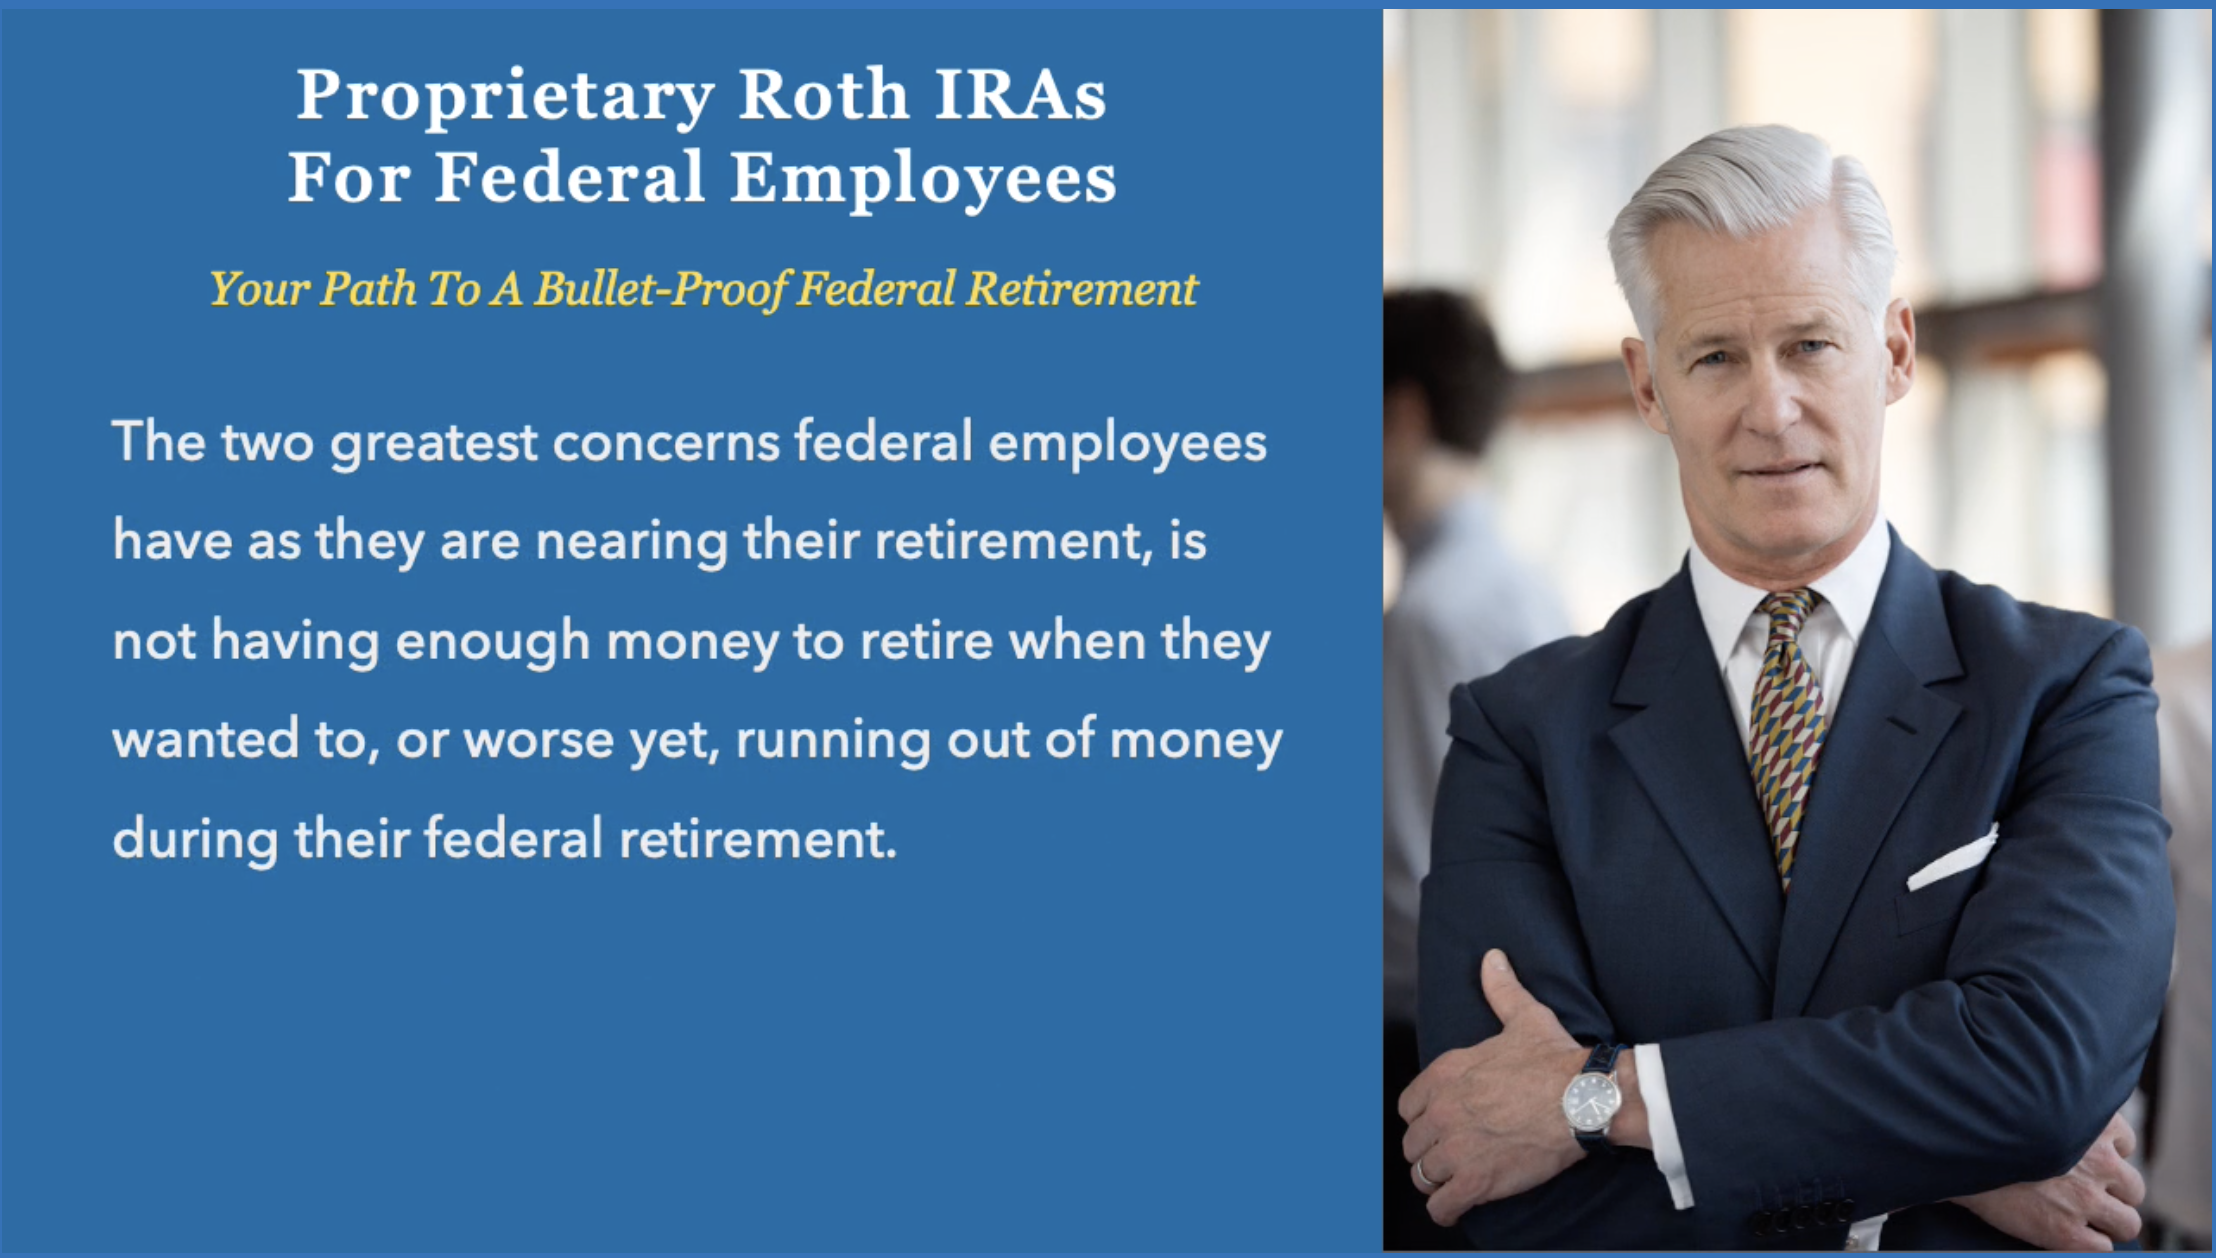 Proprietary Roth IRAs
For Federal Employees
Your Path To A Bullet-Proof Federal Retirement
The two greatest concerns federal employees
have as they are nearing their retirement, is
not having enough money to retire when they
wanted to, or worse yet, running out of money
during their federal retirement.